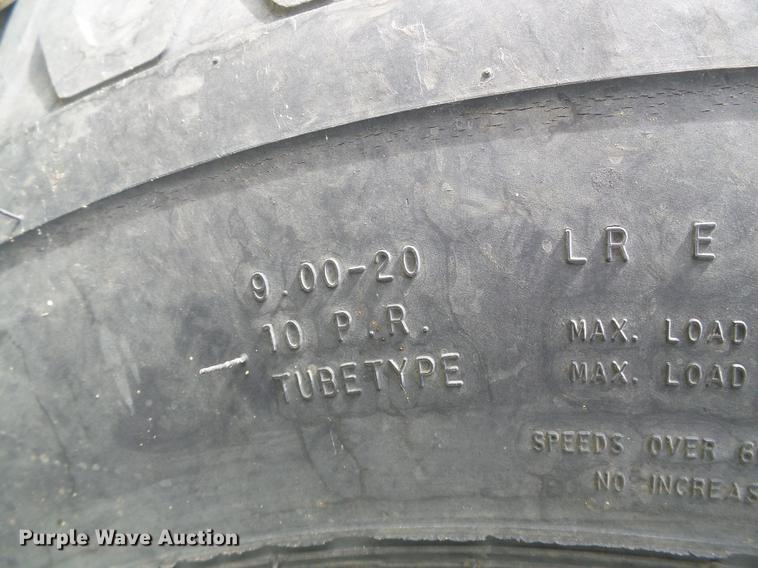 9.00-20
10 P.R.
TUBETYPE
LR E
MAX. LOAD
MAX. LOAD
SPEEDS OVER
NO INCREAS
Purple Wave Auction